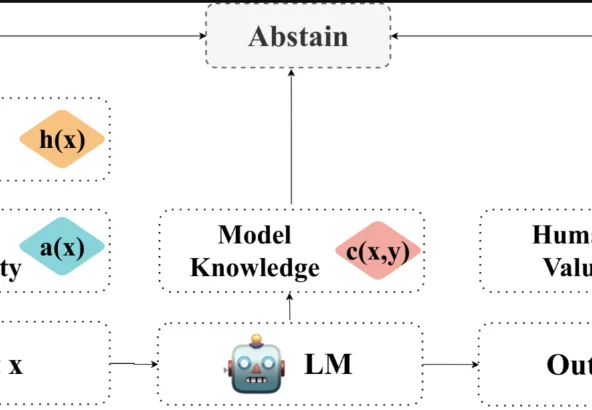 Abstain
h(x)
a(x)
ty
Model
Knowledge
c(x,y)
x
LM